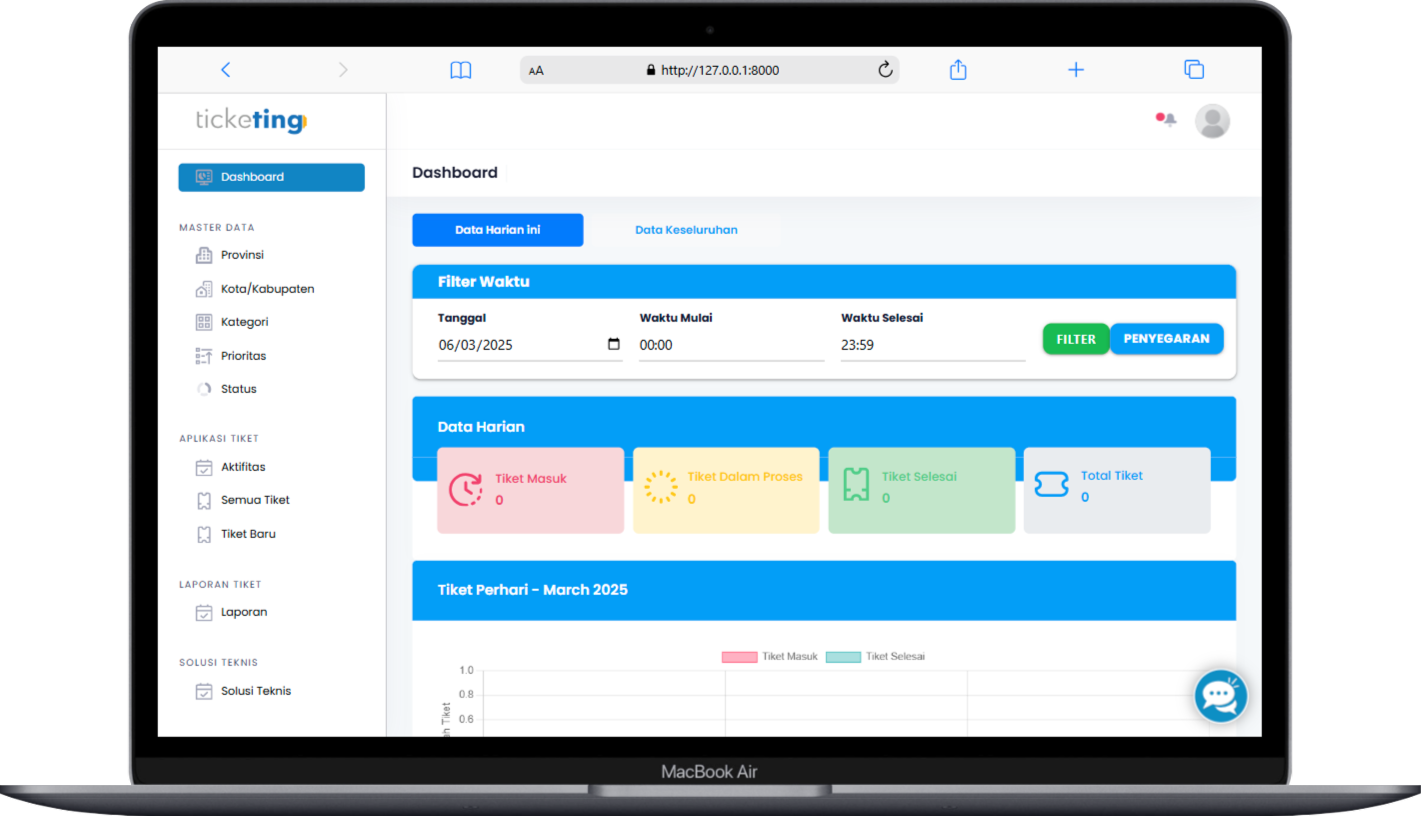 AA
http://127.0.0.1:8000
ticketing
Dashboard
MASTER DATA
Provinsi
Kota/Kabupaten
Kategori
Prioritas
Status
APLIKASI TIKET
Aktifitas
Semua Tiket
Tiket Baru
LAPORAN TIKET
Laporan
SOLUSI TEKNIS
Solusi Teknis
Dashboard
Data Harian ini
Data Keseluruhan
Filter Waktu
Tanggal
Waktu Mulai
Waktu Selesai
06/03/2025
00:00
23:59
FILTER
PENYEGARAN
Data Harian
Tiket Masuk
0
Tiket Dalam Proses
0
Tiket Selesai
0
Total Tiket
0
Tiket Perhari - March 2025
Tiket Masuk
Tiket Selesai
1.0
0.8
0.6
Tiket
MacBook Air